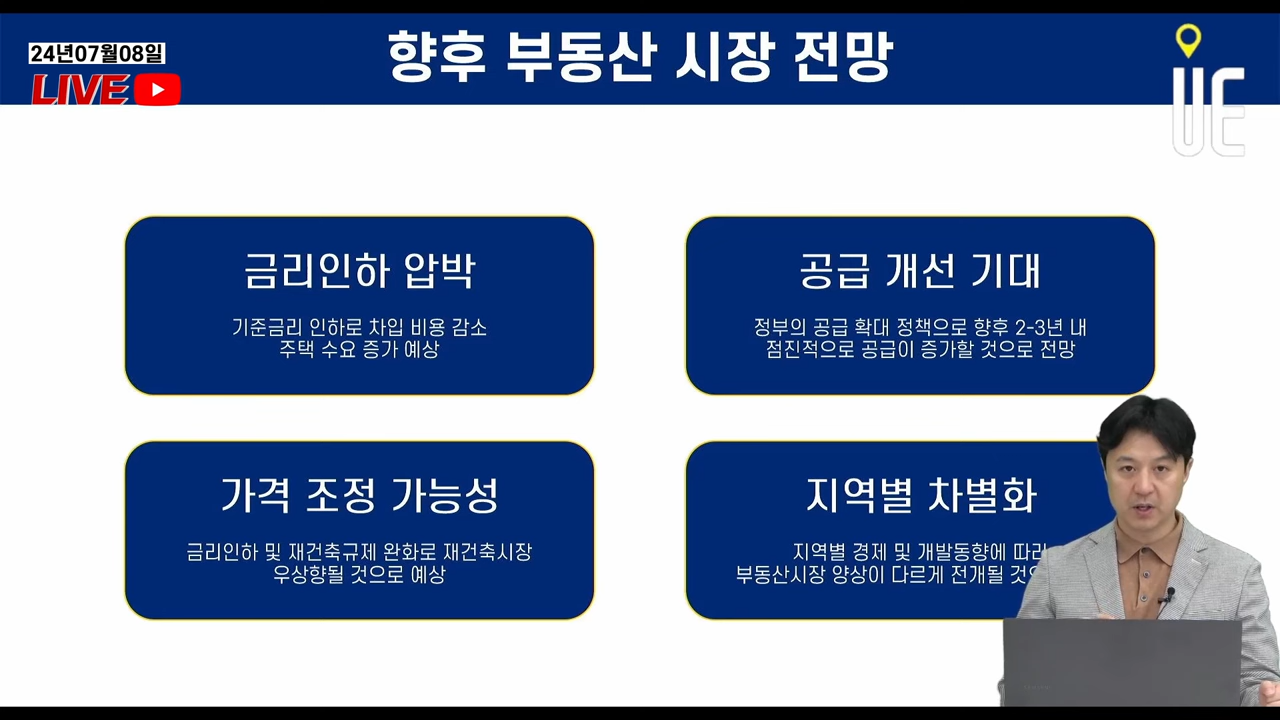 향후 부동산 시장 전망
24년07월08일
LIVE
UE
금리인하 압박
기준금리 인하로 차입 비용 감소
주택 수요 증가 예상
공급 개선 기대
정부의 공급 확대 정책으로 향후 2-3년 내
점진적으로 공급이 증가할 것으로 전망
가격 조정 가능성
금리인하 및 재건축규제 완화로 재건축시장
우상향될 것으로 예상
지역별 차별화
지역별 경제 및 개발동향에 따라
부동산시장 양상이 다르게 전개될